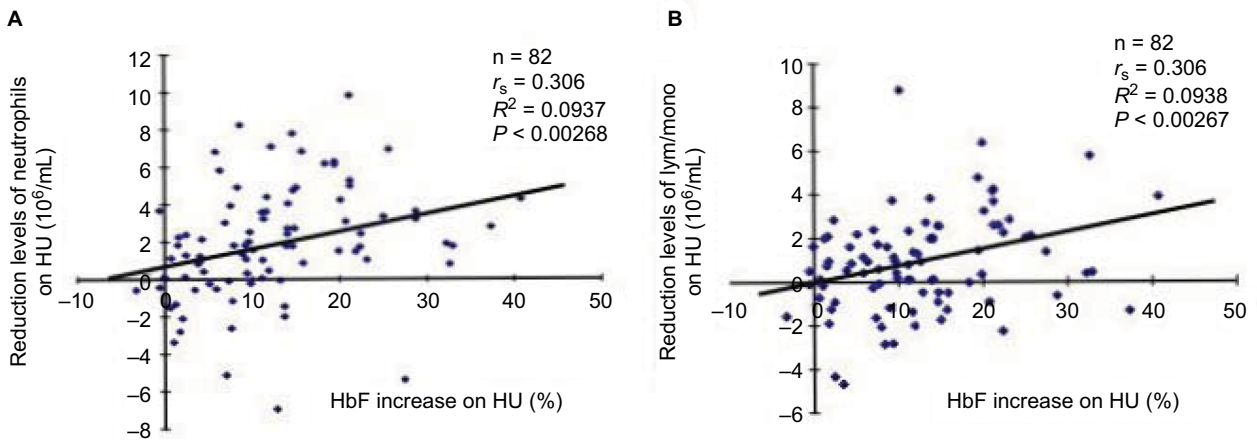 A
Reduction levels of neutrophils
on HU (10⁶/mL)
12
10
8
6
4
2
0
–2
–4
–6
–8
–10
0
10
20
30
40
50
n = 82
rₛ = 0.306
R² = 0.0937
P < 0.00268
HbF increase on HU (%)
B
Reduction levels of lym/mono
on HU (10⁶/mL)
10
8
6
4
2
0
–2
–4
–6
–10
0
10
20
30
40
50
n = 82
rₛ = 0.306
R² = 0.0938
P < 0.00267
HbF increase on HU (%)